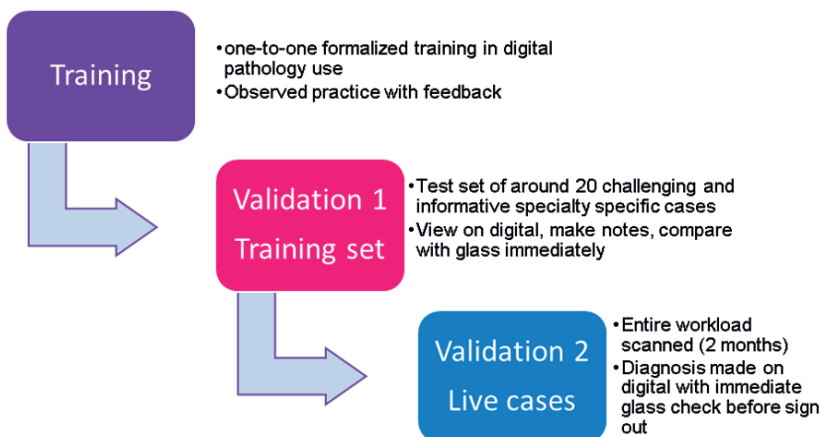 Training
•one-to-one formalized training in digital
pathology use
•Observed practice with feedback
Validation 1
Training set
•Test set of around 20 challenging and
informative specialty specific cases
•View on digital, make notes, compare
with glass immediately
Validation 2
Live cases
•Entire workload
scanned (2 months)
•Diagnosis made on
digital with immediate
glass check before sign
out